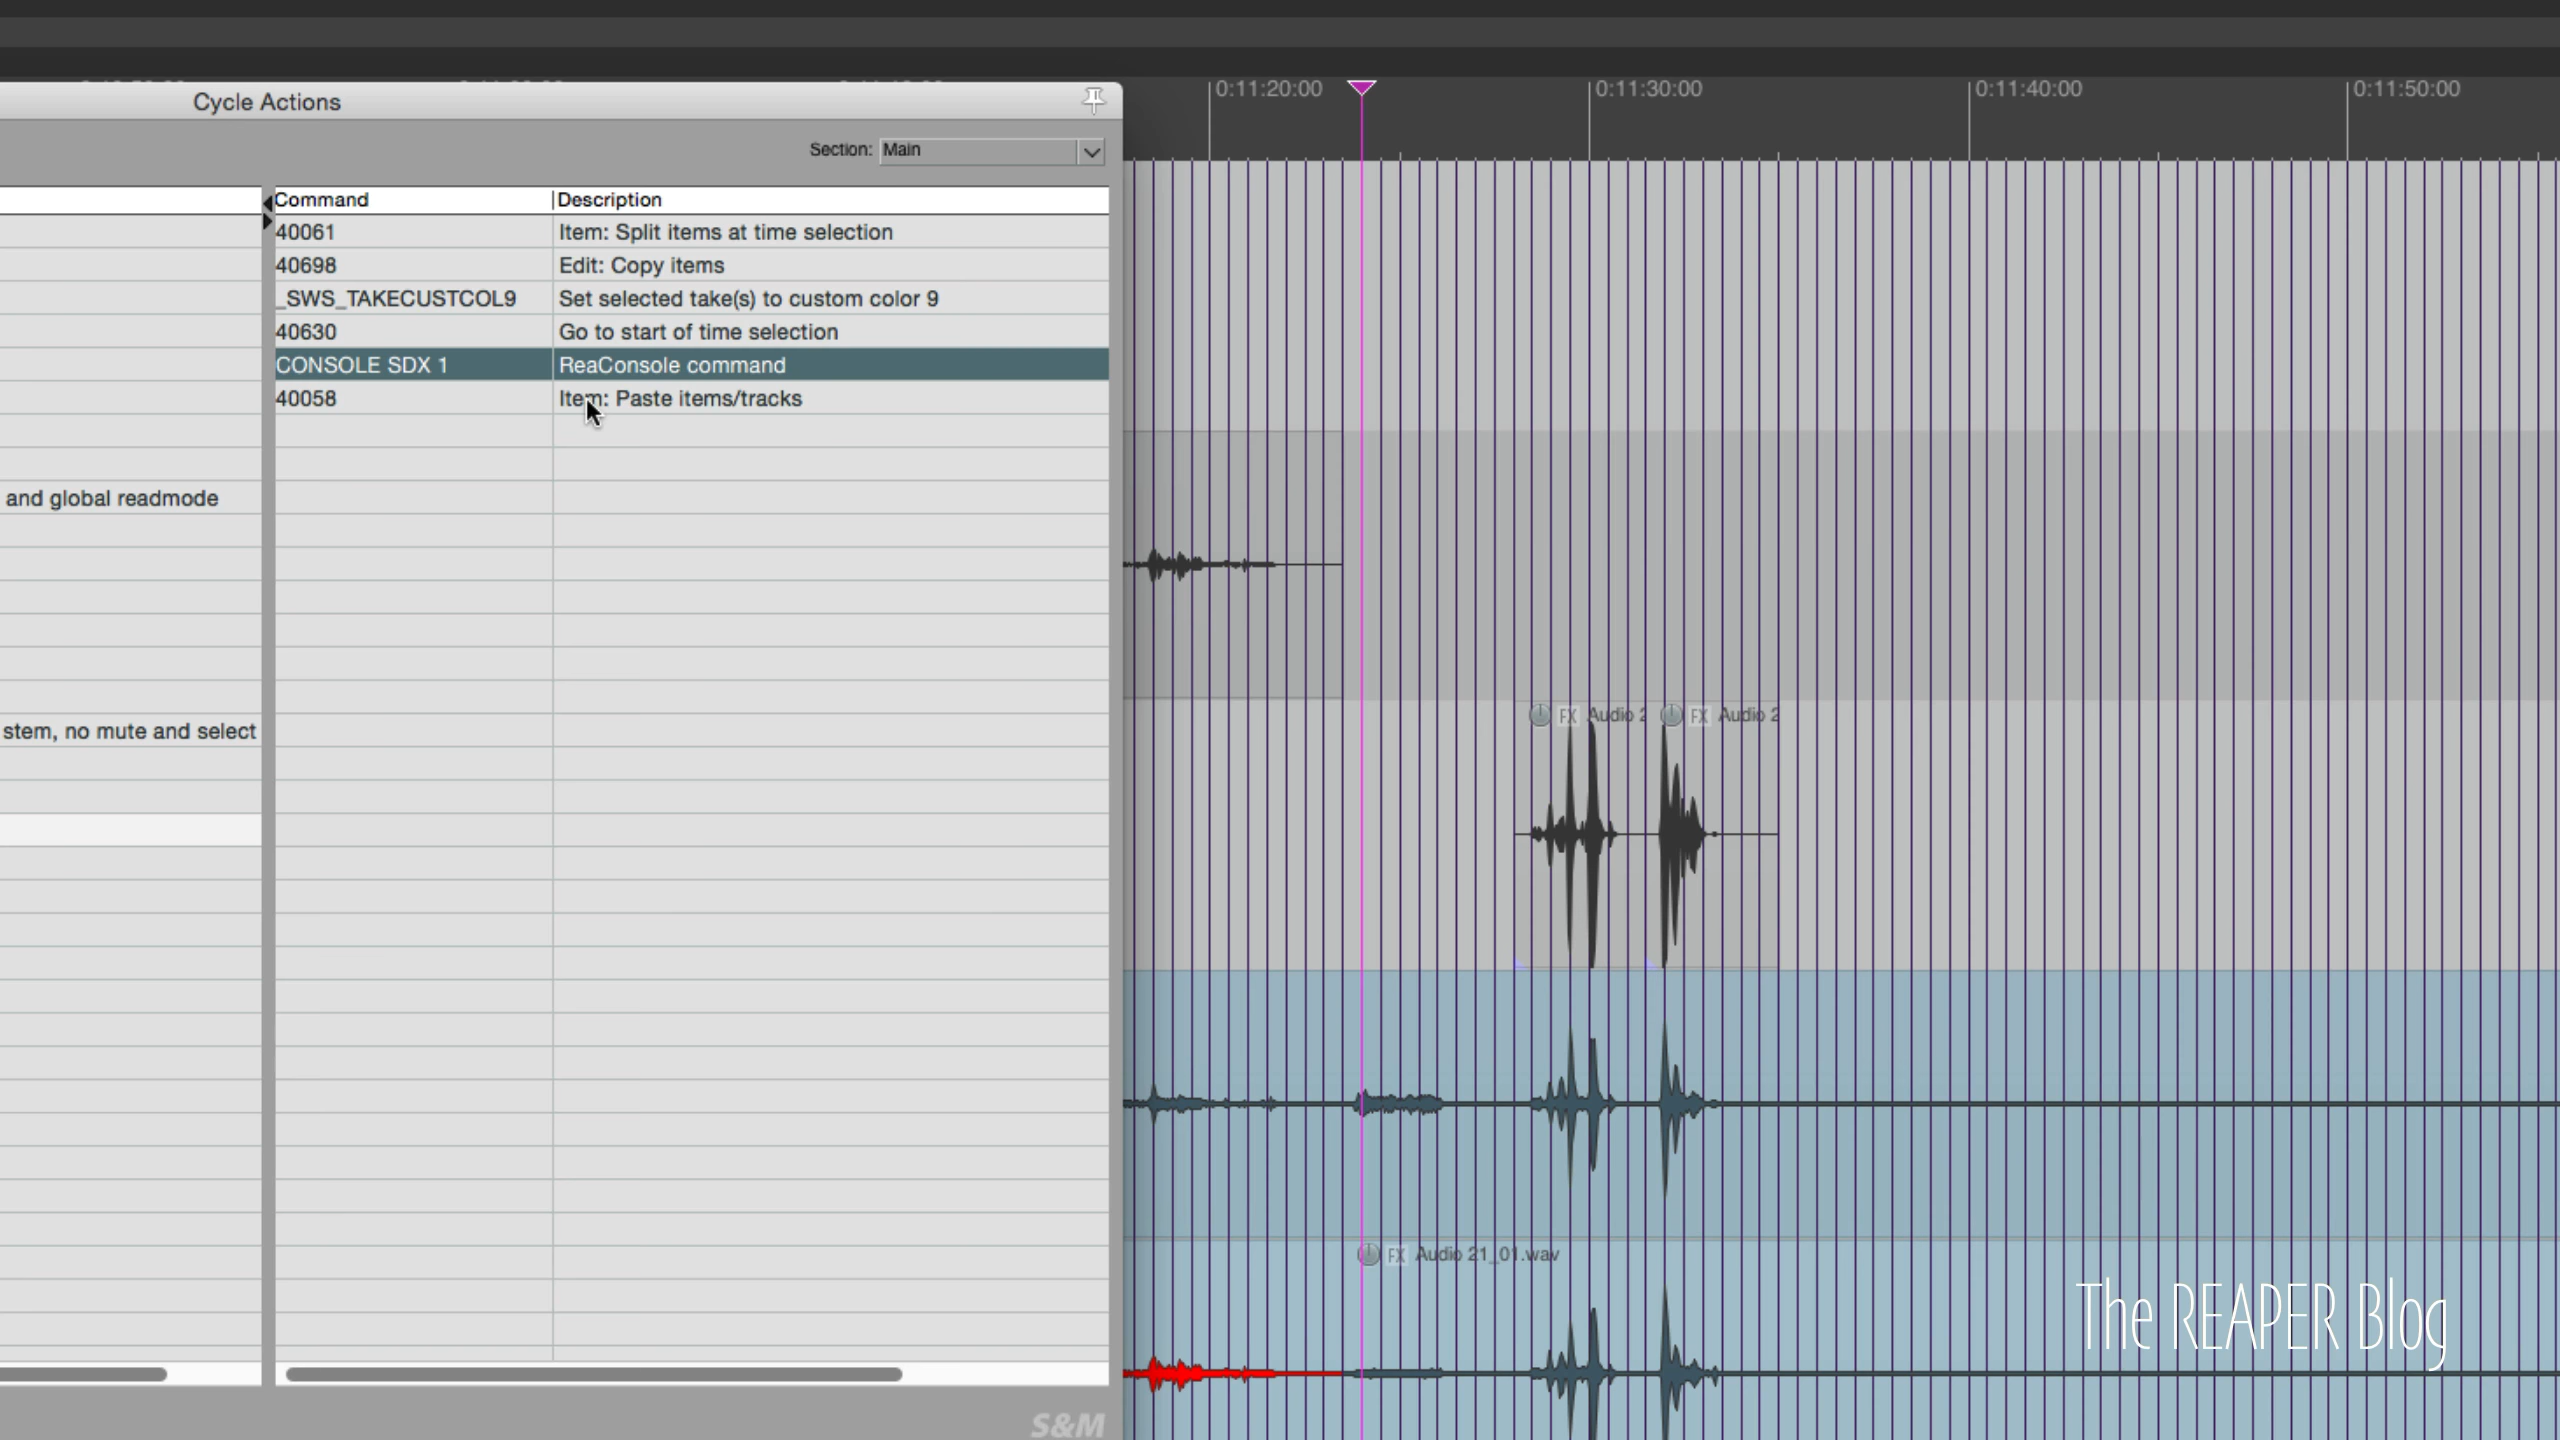 0:11:20:00 0:11:30:00 0:11:40:00 0:11:50:00
Cycle Actions
Section: Main
Command Description
40061 Item: Split items at time selection
40698 Edit: Copy items
_SWS_TAKECUSTCOL9 Set selected take(s) to custom color 9
40630 Go to start of time selection
CONSOLE SDX 1 ReaConsole command
40058 Item: Paste items/tracks
and global readmode
stem, no mute and select
FX Audio 2 FX Audio 2
FX Audio 21_01.wav
The REAPER Blog
S&M